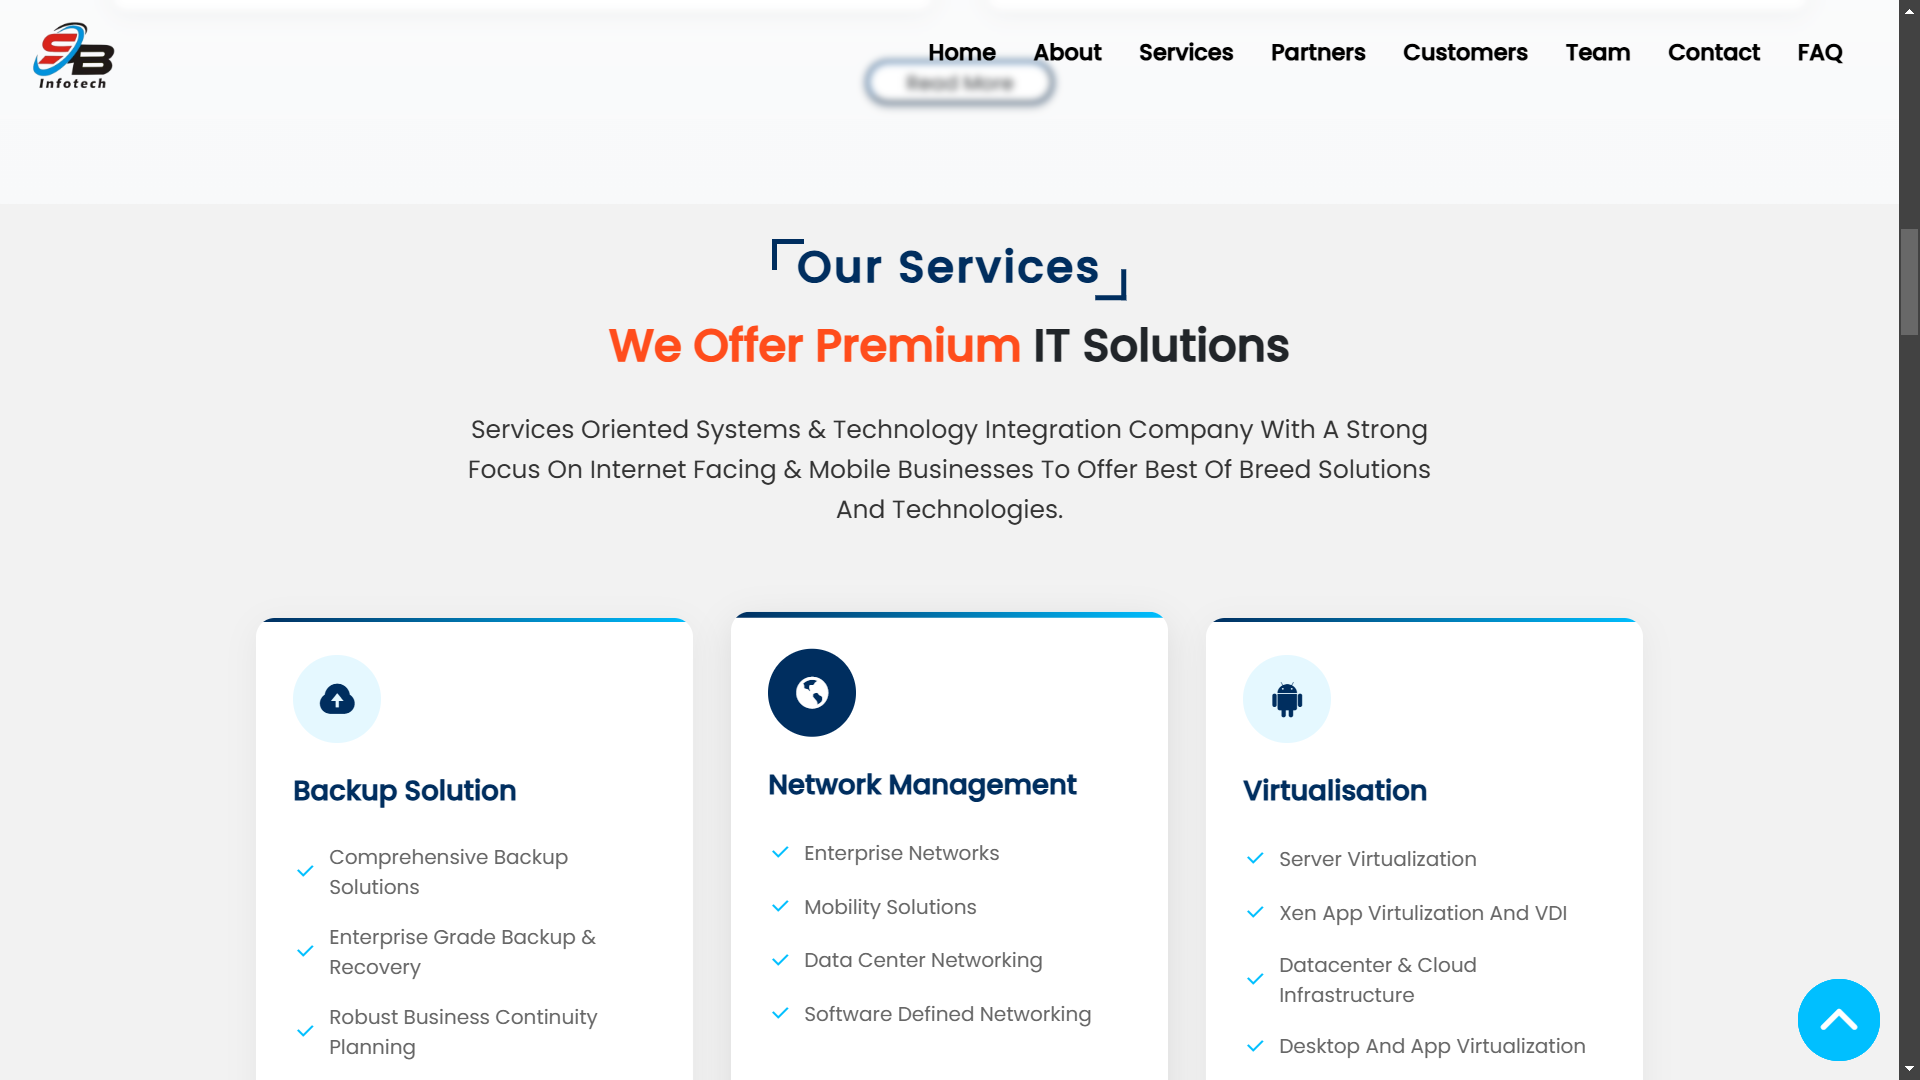 SB
Infotech
Home About Services Partners Customers Team Contact FAQ
Read More
Our Services
We Offer Premium IT Solutions
Services Oriented Systems & Technology Integration Company With A Strong
Focus On Internet Facing & Mobile Businesses To Offer Best Of Breed Solutions
And Technologies.
Backup Solution
Comprehensive Backup
Solutions
Enterprise Grade Backup &
Recovery
Robust Business Continuity
Planning
Network Management
Enterprise Networks
Mobility Solutions
Data Center Networking
Software Defined Networking
Virtualisation
Server Virtualization
Xen App Virtulization And VDI
Datacenter & Cloud
Infrastructure
Desktop And App Virtualization